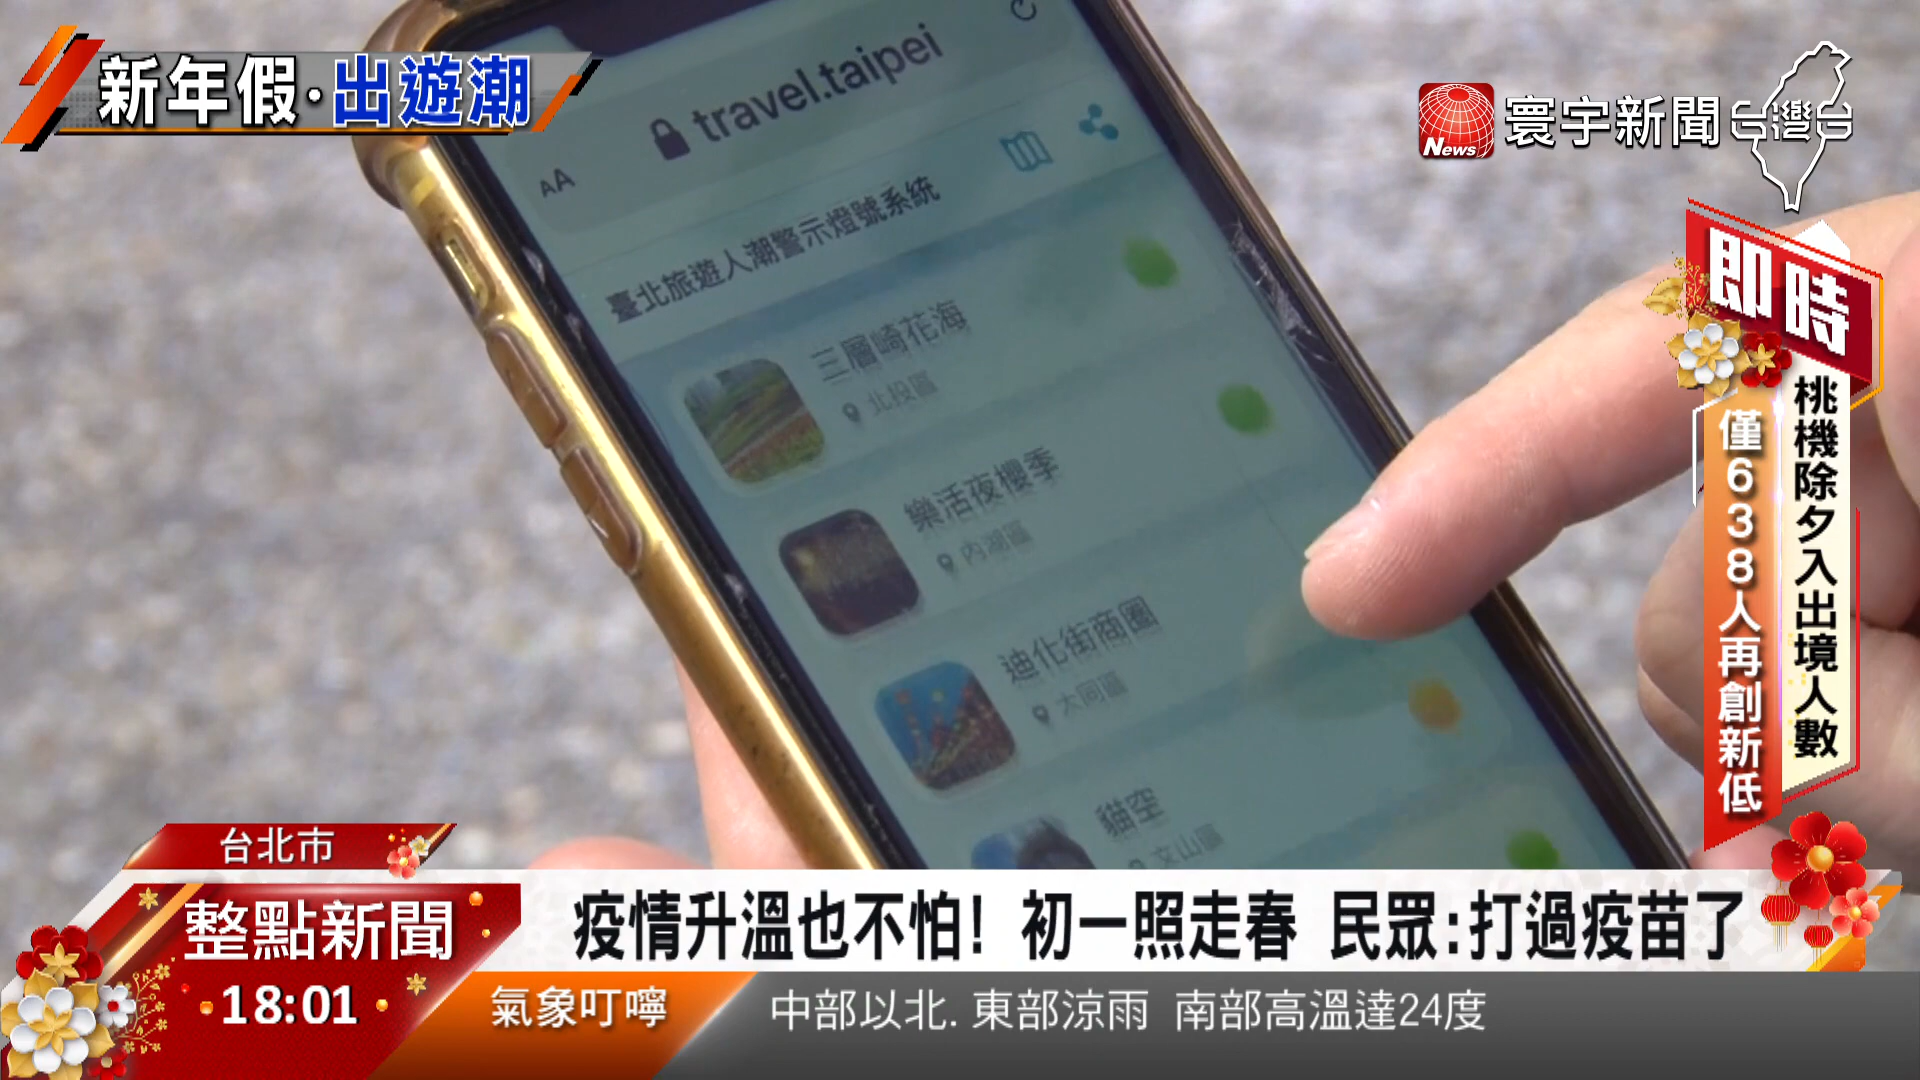 新年假·出遊潮
AA travel.taipei
臺北旅遊人潮警示燈號系統
三層崎花海
北投區
樂活夜櫻季
內湖區
迪化街商圈
大同區
貓空
文山區
News 寰宇新聞 台灣台
即時
桃機除夕入出境人數
僅638人再創新低
台北市
整點新聞
疫情升溫也不怕! 初一照走春 民眾:打過疫苗了
18:01
氣象叮嚀
中部以北.東部涼雨 南部高溫達24度